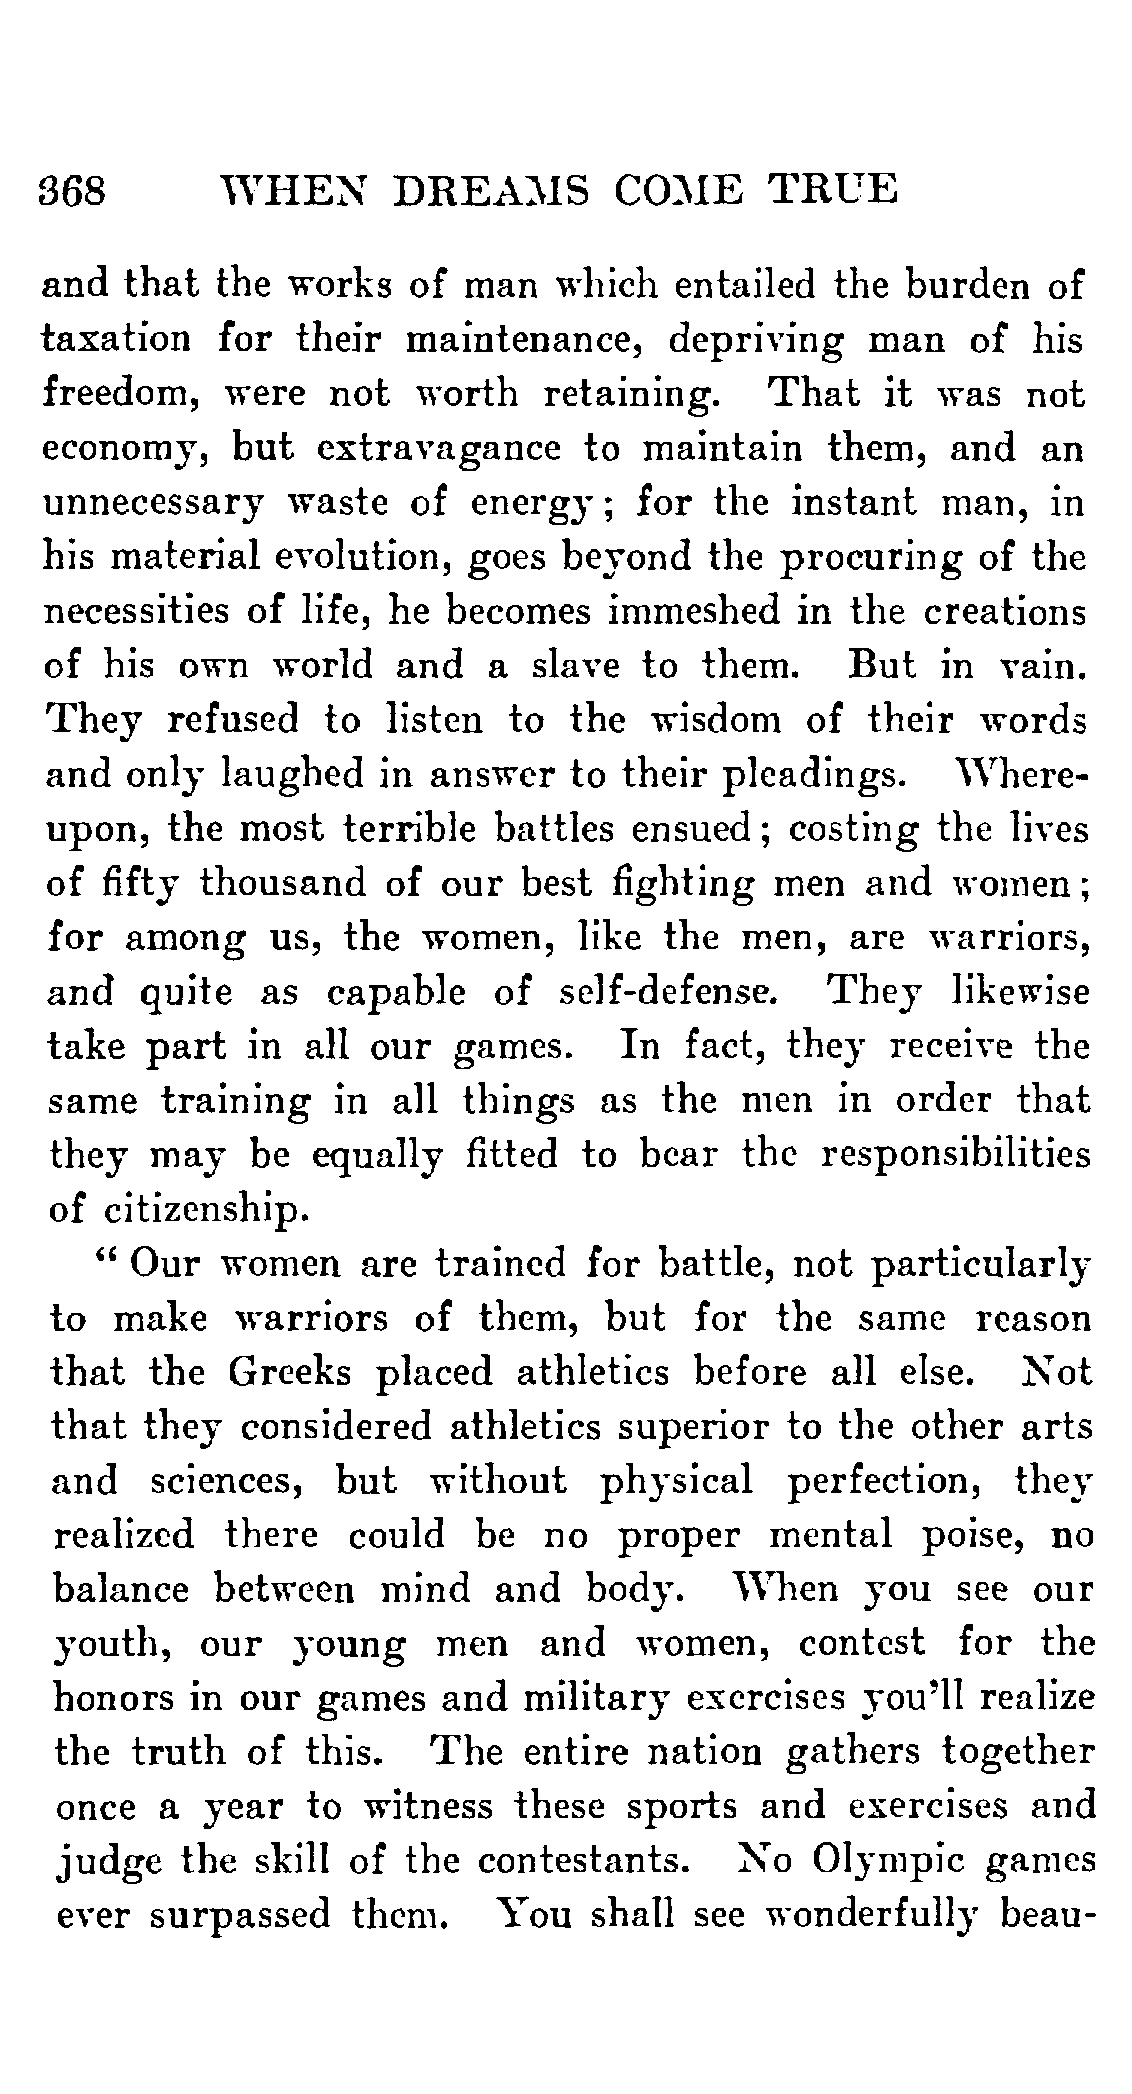 368 WHEN DREAMS COME TRUE
and that the works of man which entailed the burden of
taxation for their maintenance, depriving man of his
freedom, were not worth retaining. That it was not
economy, but extravagance to maintain them, and an
unnecessary waste of energy; for the instant man, in
his material evolution, goes beyond the procuring of the
necessities of life, he becomes immeshed in the creations
of his own world and a slave to them. But in vain.
They refused to listen to the wisdom of their words
and only laughed in answer to their pleadings. Where-
upon, the most terrible battles ensued; costing the lives
of fifty thousand of our best fighting men and women;
for among us, the women, like the men, are warriors,
and quite as capable of self-defense. They likewise
take part in all our games. In fact, they receive the
same training in all things as the men in order that
they may be equally fitted to bear the responsibilities
of citizenship.
“ Our women are trained for battle, not particularly
to make warriors of them, but for the same reason
that the Greeks placed athletics before all else. Not
that they considered athletics superior to the other arts
and sciences, but without physical perfection, they
realized there could be no proper mental poise, no
balance between mind and body. When you see our
youth, our young men and women, contest for the
honors in our games and military exercises you’ll realize
the truth of this. The entire nation gathers together
once a year to witness these sports and exercises and
judge the skill of the contestants. No Olympic games
ever surpassed them. You shall see wonderfully beau-